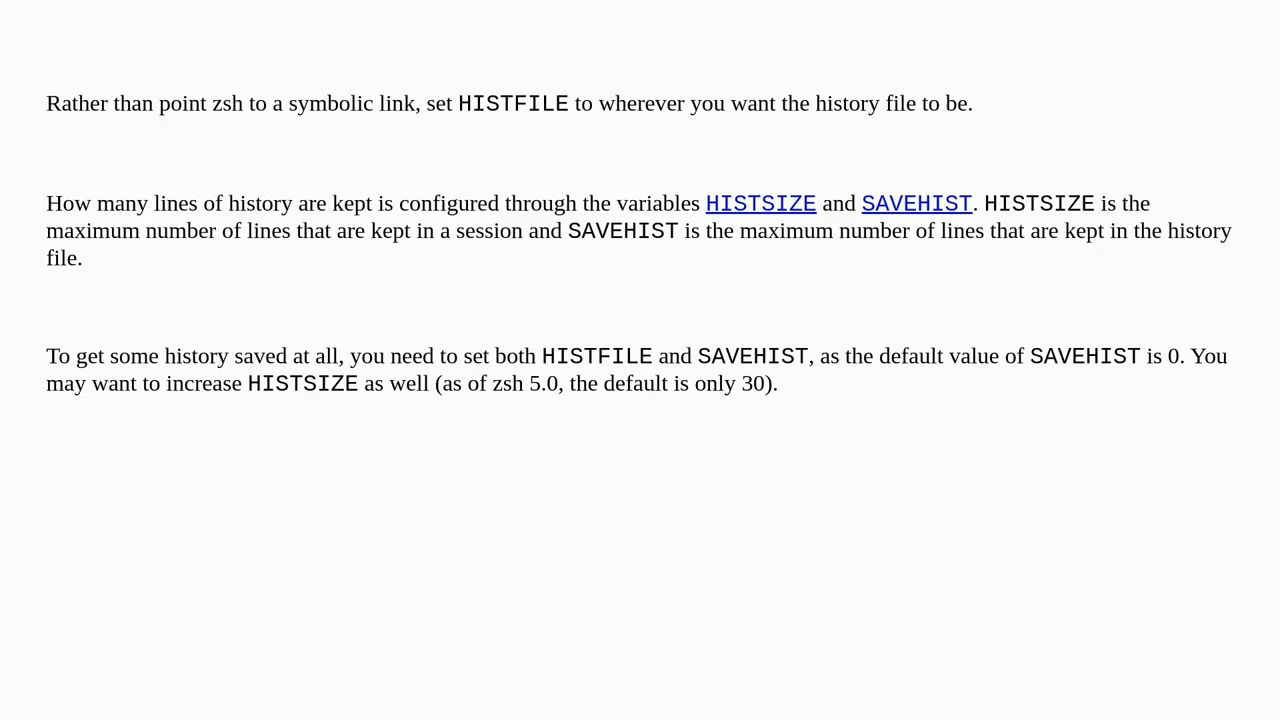 Rather than point zsh to a symbolic link, set HISTFILE to wherever you want the history file to be.
How many lines of history are kept is configured through the variables HISTSIZE and SAVEHIST. HISTSIZE is the
maximum number of lines that are kept in a session and SAVEHIST is the maximum number of lines that are kept in the history
file.
To get some history saved at all, you need to set both HISTFILE and SAVEHIST, as the default value of SAVEHIST is 0. You
may want to increase HISTSIZE as well (as of zsh 5.0, the default is only 30).